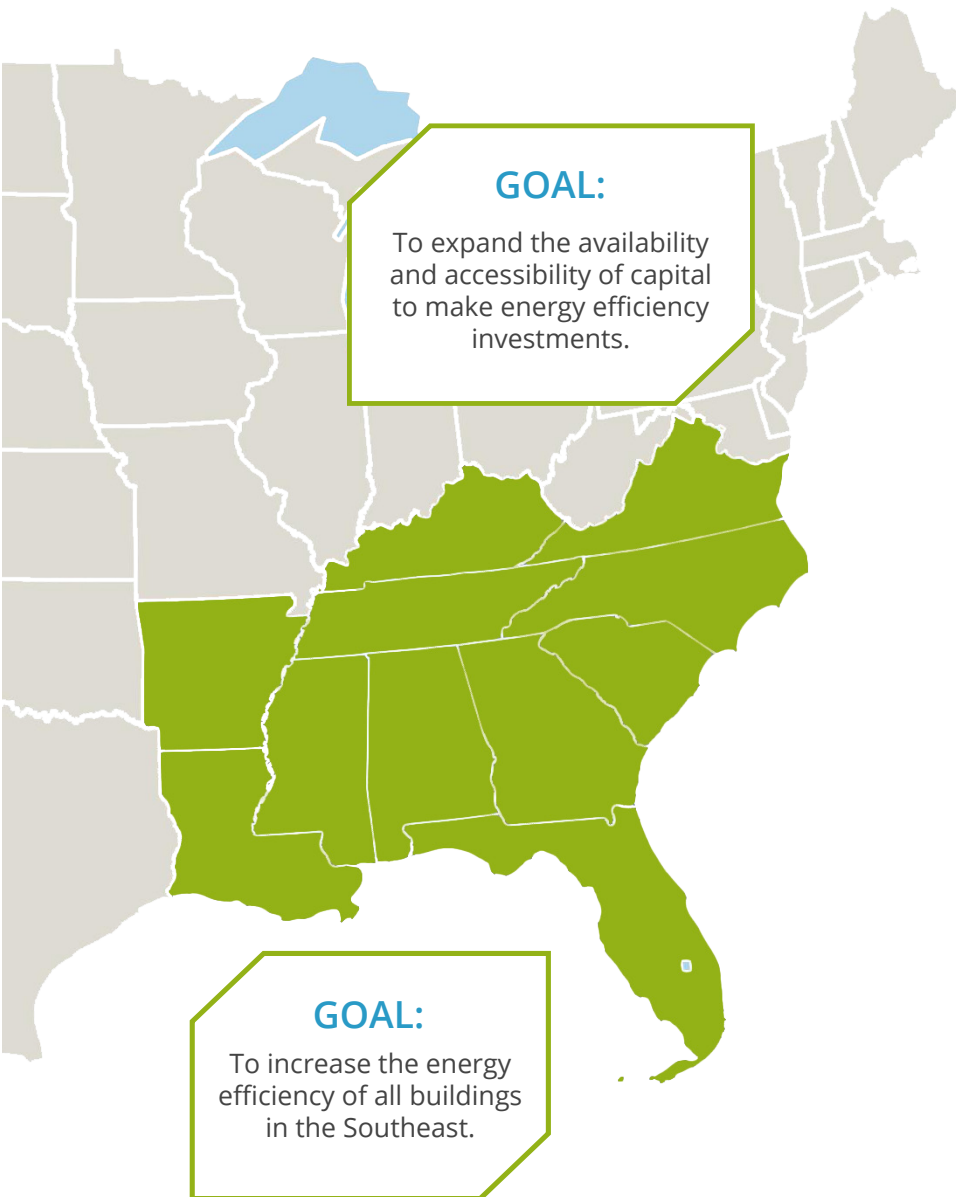 GOAL:
To expand the availability
and accessibility of capital
to make energy efficiency
investments.
GOAL:
To increase the energy
efficiency of all buildings
in the Southeast.